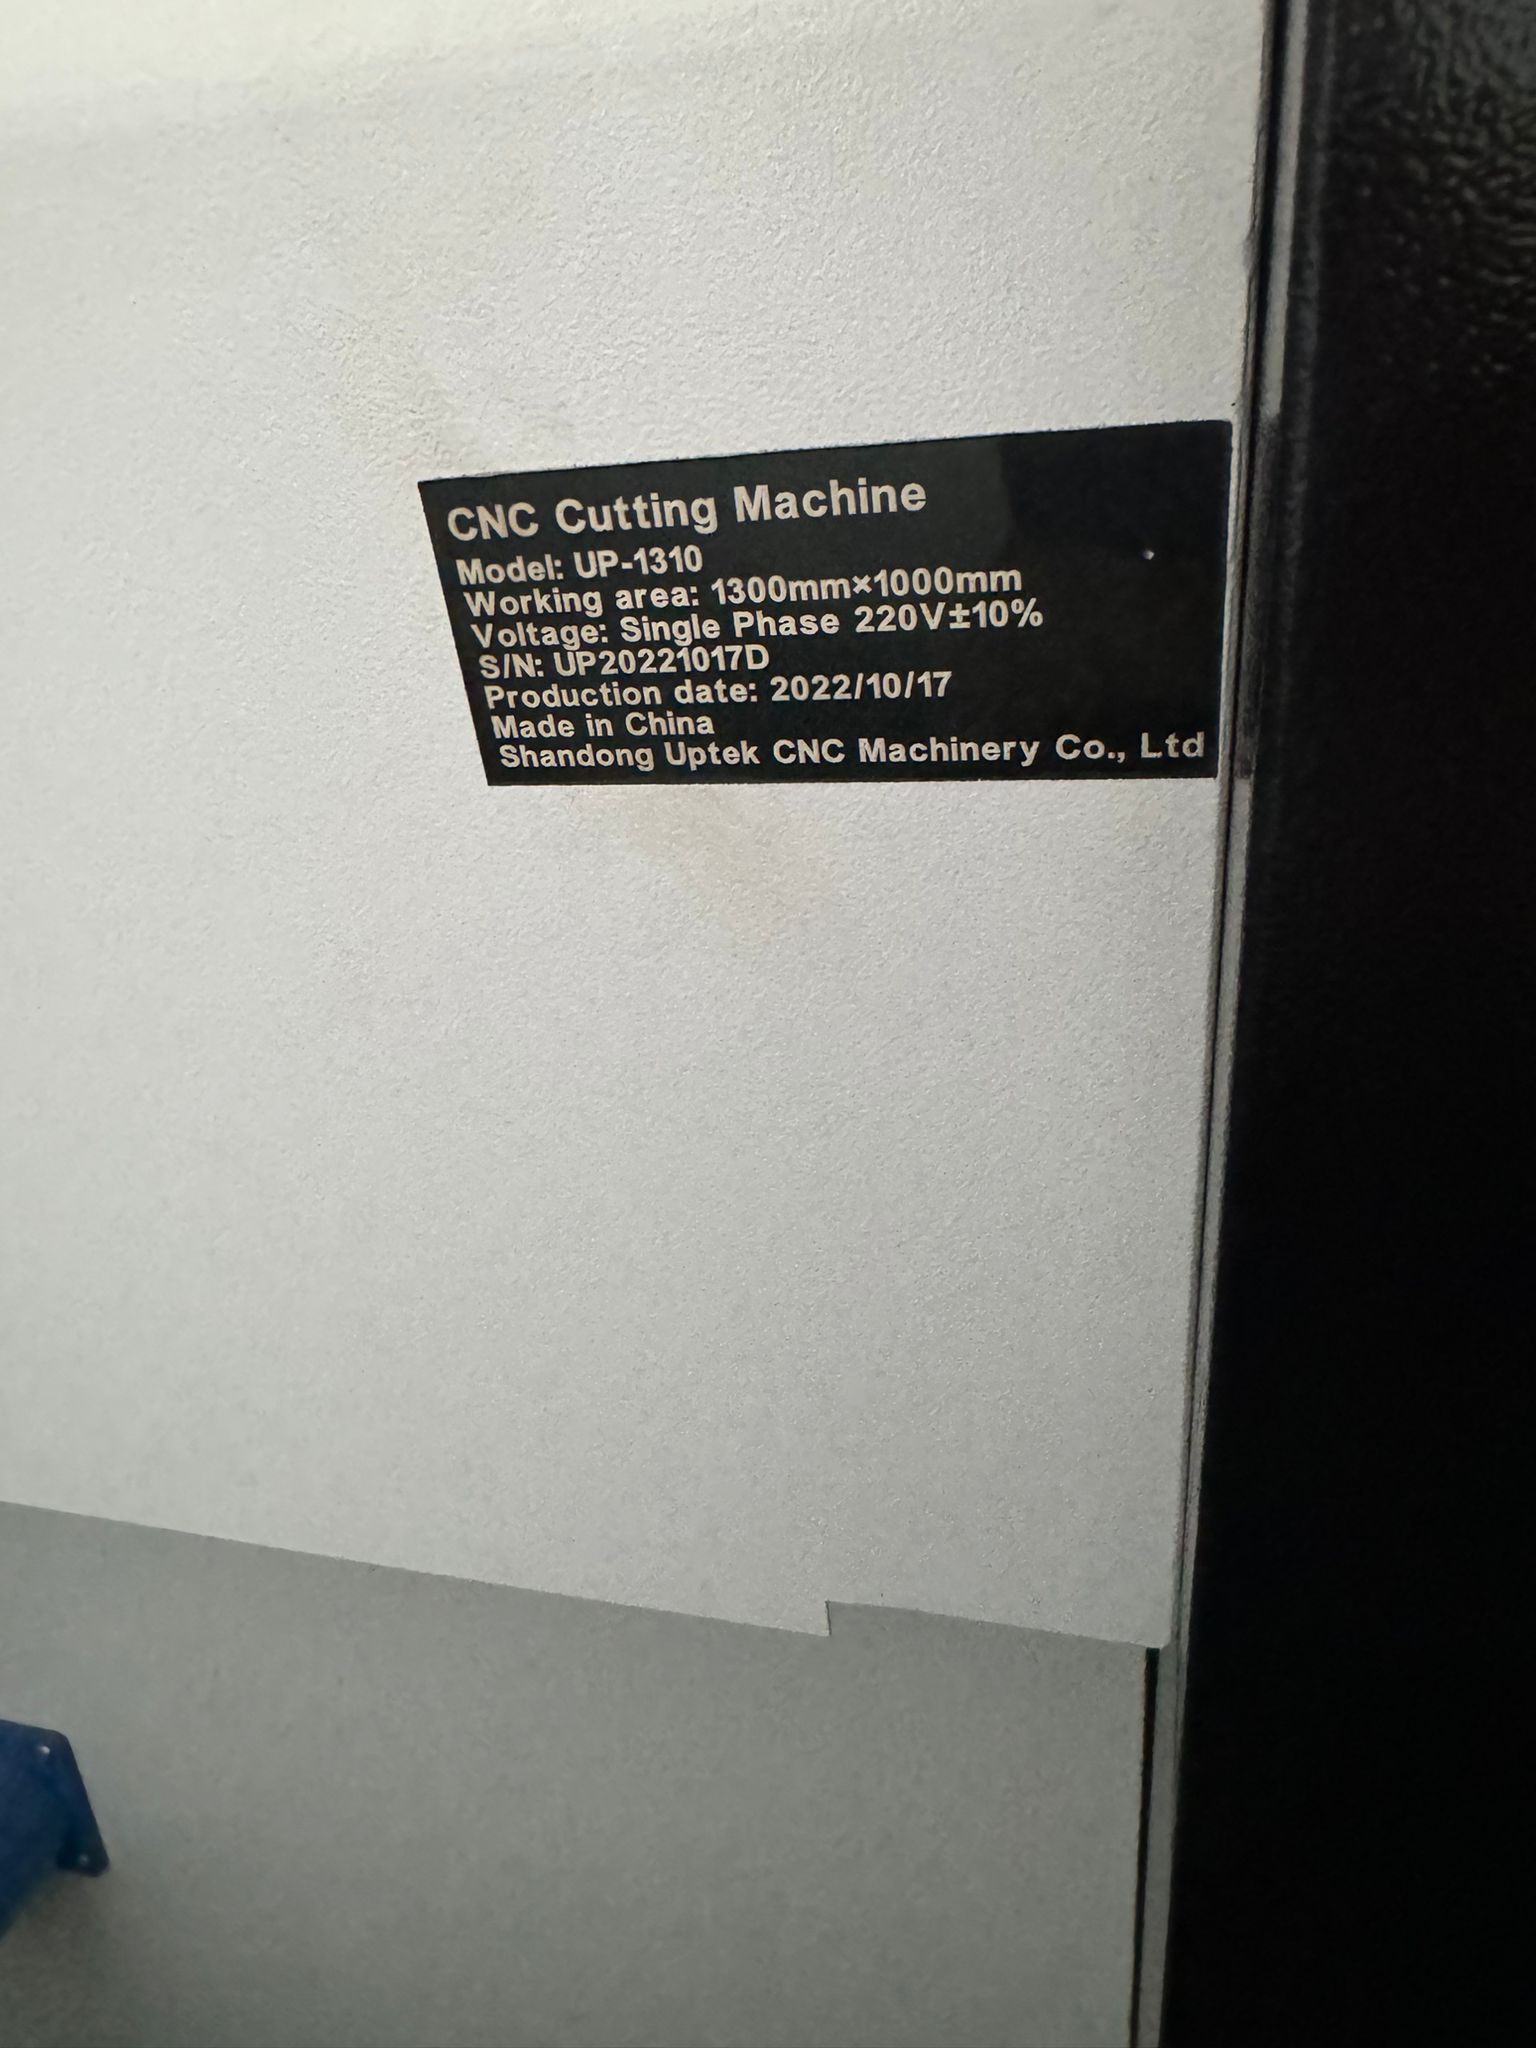 CNC Cutting Machine
Model: UP-1310
Working area: 1300mm×1000mm
Voltage: Single Phase 220V±10%
S/N: UP20221017D
Production date: 2022/10/17
Made in China
Shandong Uptek CNC Machinery Co., Ltd